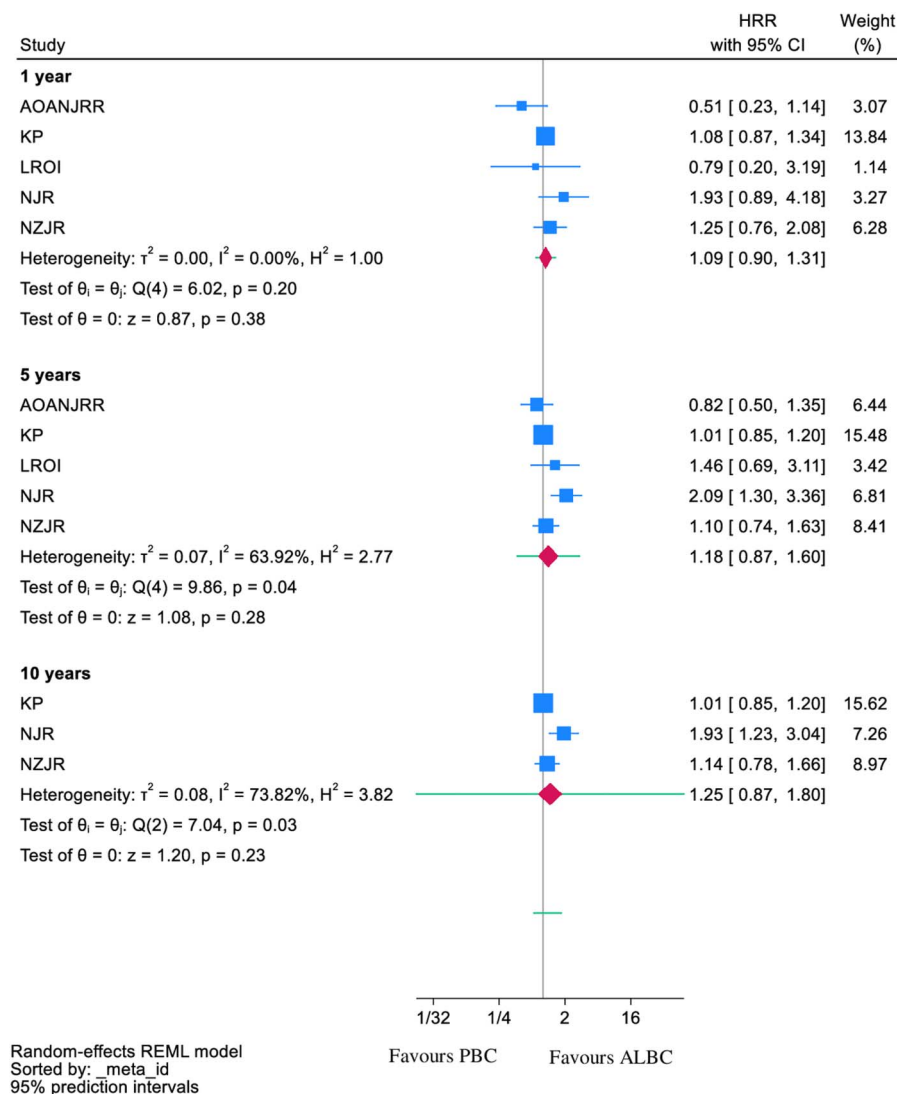 HRR Weight
Study with 95% CI (%)
1 year
AOANJRR 0.51 [ 0.23, 1.14] 3.07
KP 1.08 [ 0.87, 1.34] 13.84
LROI 0.79 [ 0.20, 3.19] 1.14
NJR 1.93 [ 0.89, 4.18] 3.27
NZJR 1.25 [ 0.76, 2.08] 6.28
Heterogeneity: τ² = 0.00, I² = 0.00%, H² = 1.00 1.09 [ 0.90, 1.31]
Test of θᵢ = θⱼ: Q(4) = 6.02, p = 0.20
Test of θ = 0: z = 0.87, p = 0.38
5 years
AOANJRR 0.82 [ 0.50, 1.35] 6.44
KP 1.01 [ 0.85, 1.20] 15.48
LROI 1.46 [ 0.69, 3.11] 3.42
NJR 2.09 [ 1.30, 3.36] 6.81
NZJR 1.10 [ 0.74, 1.63] 8.41
Heterogeneity: τ² = 0.07, I² = 63.92%, H² = 2.77 1.18 [ 0.87, 1.60]
Test of θᵢ = θⱼ: Q(4) = 9.86, p = 0.04
Test of θ = 0: z = 1.08, p = 0.28
10 years
KP 1.01 [ 0.85, 1.20] 15.62
NJR 1.93 [ 1.23, 3.04] 7.26
NZJR 1.14 [ 0.78, 1.66] 8.97
Heterogeneity: τ² = 0.08, I² = 73.82%, H² = 3.82 1.25 [ 0.87, 1.80]
Test of θᵢ = θⱼ: Q(2) = 7.04, p = 0.03
Test of θ = 0: z = 1.20, p = 0.23
1/32 1/4 2 16
Favours PBC Favours ALBC
Random-effects REML model
Sorted by: _meta_id
95% prediction intervals